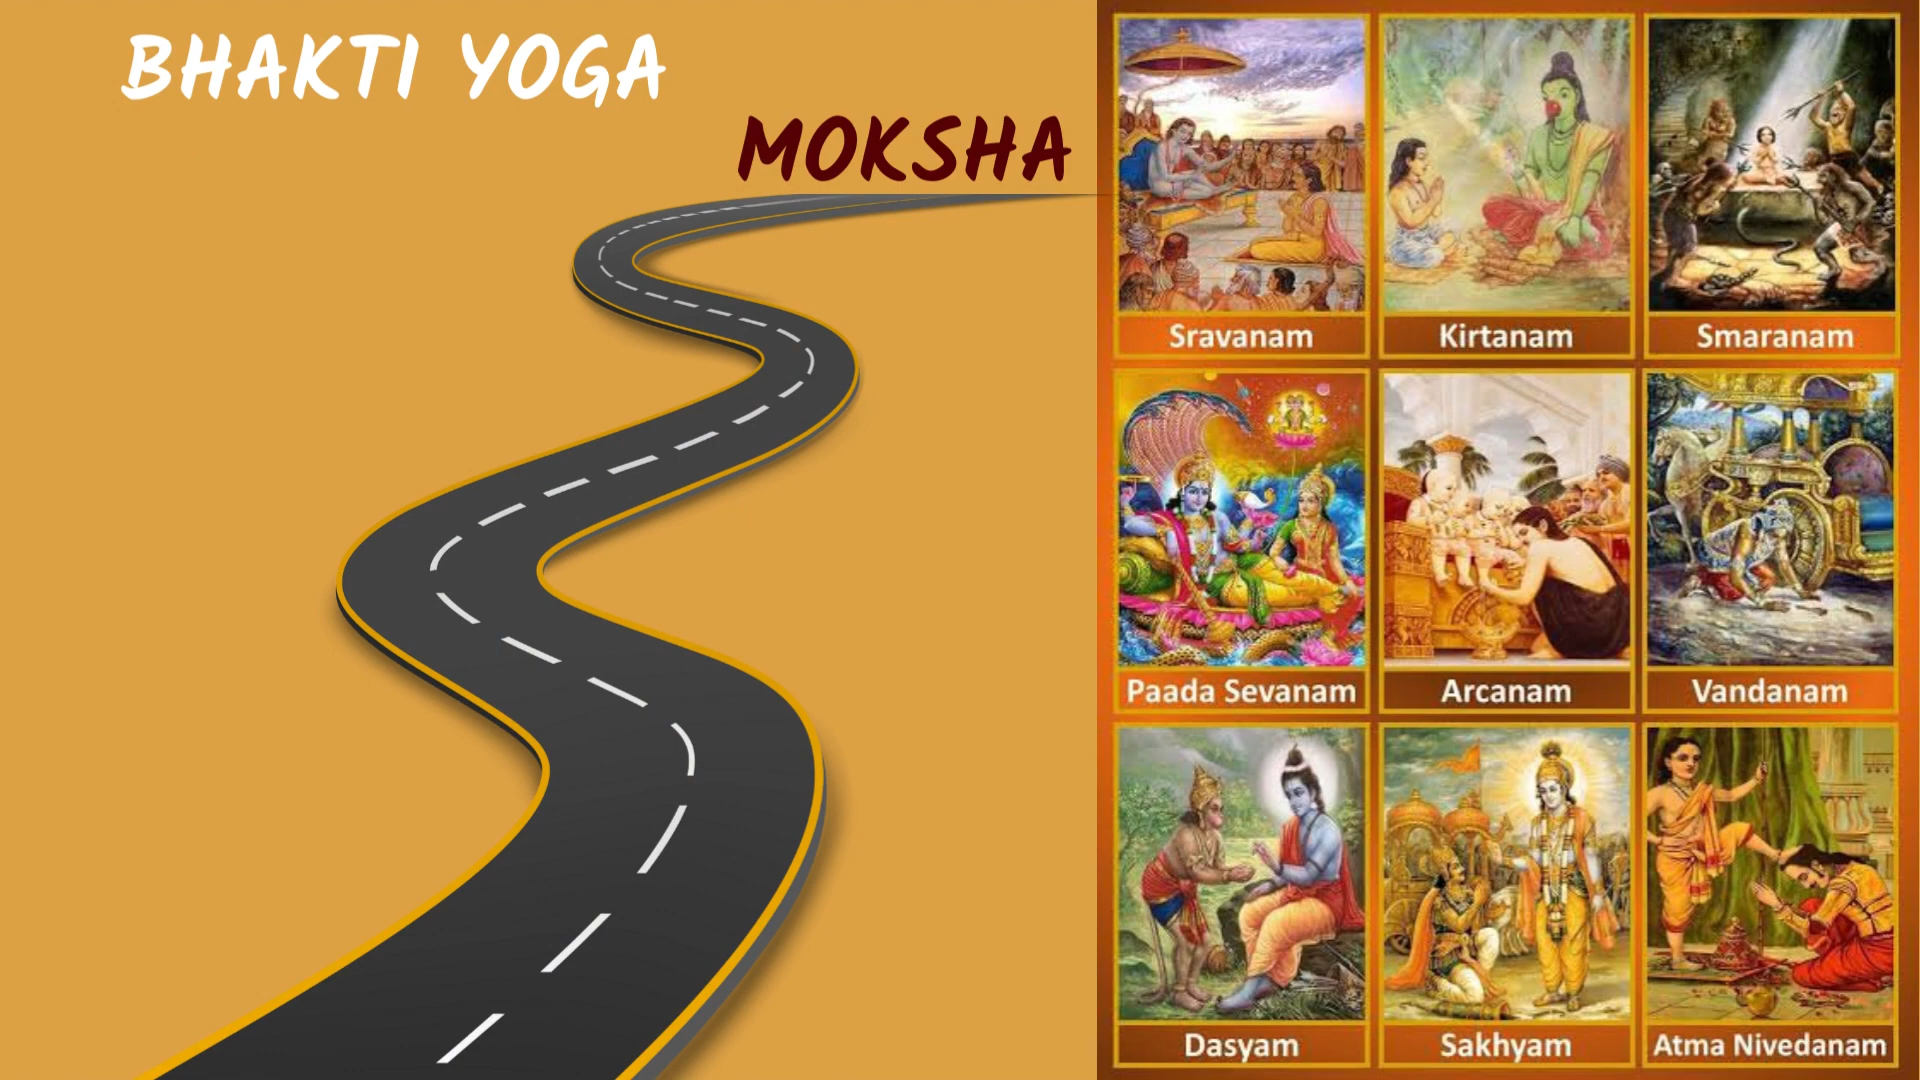 BHAKTI YOGA
MOKSHA
Sravanam
Kirtanam
Smaranam
Paada Sevanam
Arcanam
Vandanam
Dasyam
Sakhyam
Atma Nivedanam